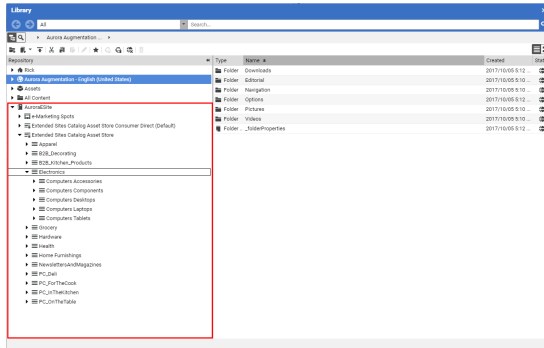 Library
All
Search...
Aurora Augmentation ...
Repository
Type Name Created Stat
Rick
Aurora Augmentation - English (United States)
Assets
All Content
AuroraESite
e-Marketing Spots
Extended Sites Catalog Asset Store Consumer Direct (Default)
Extended Sites Catalog Asset Store
Apparel
B2B_Decorating
B2B_Kitchen_Products
Electronics
Computers Accessories
Computers Components
Computers Desktops
Computers Laptops
Computers Tablets
Grocery
Hardware
Health
Home Furnishings
NewslettersAndMagazines
PC_Deli
PC_ForTheCook
PC_InTheKitchen
PC_OnTheTable
Folder Downloads 2017/10/05 5:12 ...
Folder Editorial 2017/10/05 5:12 ...
Folder Navigation 2017/10/05 5:10 ...
Folder Options 2017/10/05 5:12 ...
Folder Pictures 2017/10/05 5:10 ...
Folder Videos 2017/10/05 5:10 ...
Folder... _folderProperties 2017/10/05 5:12 ...